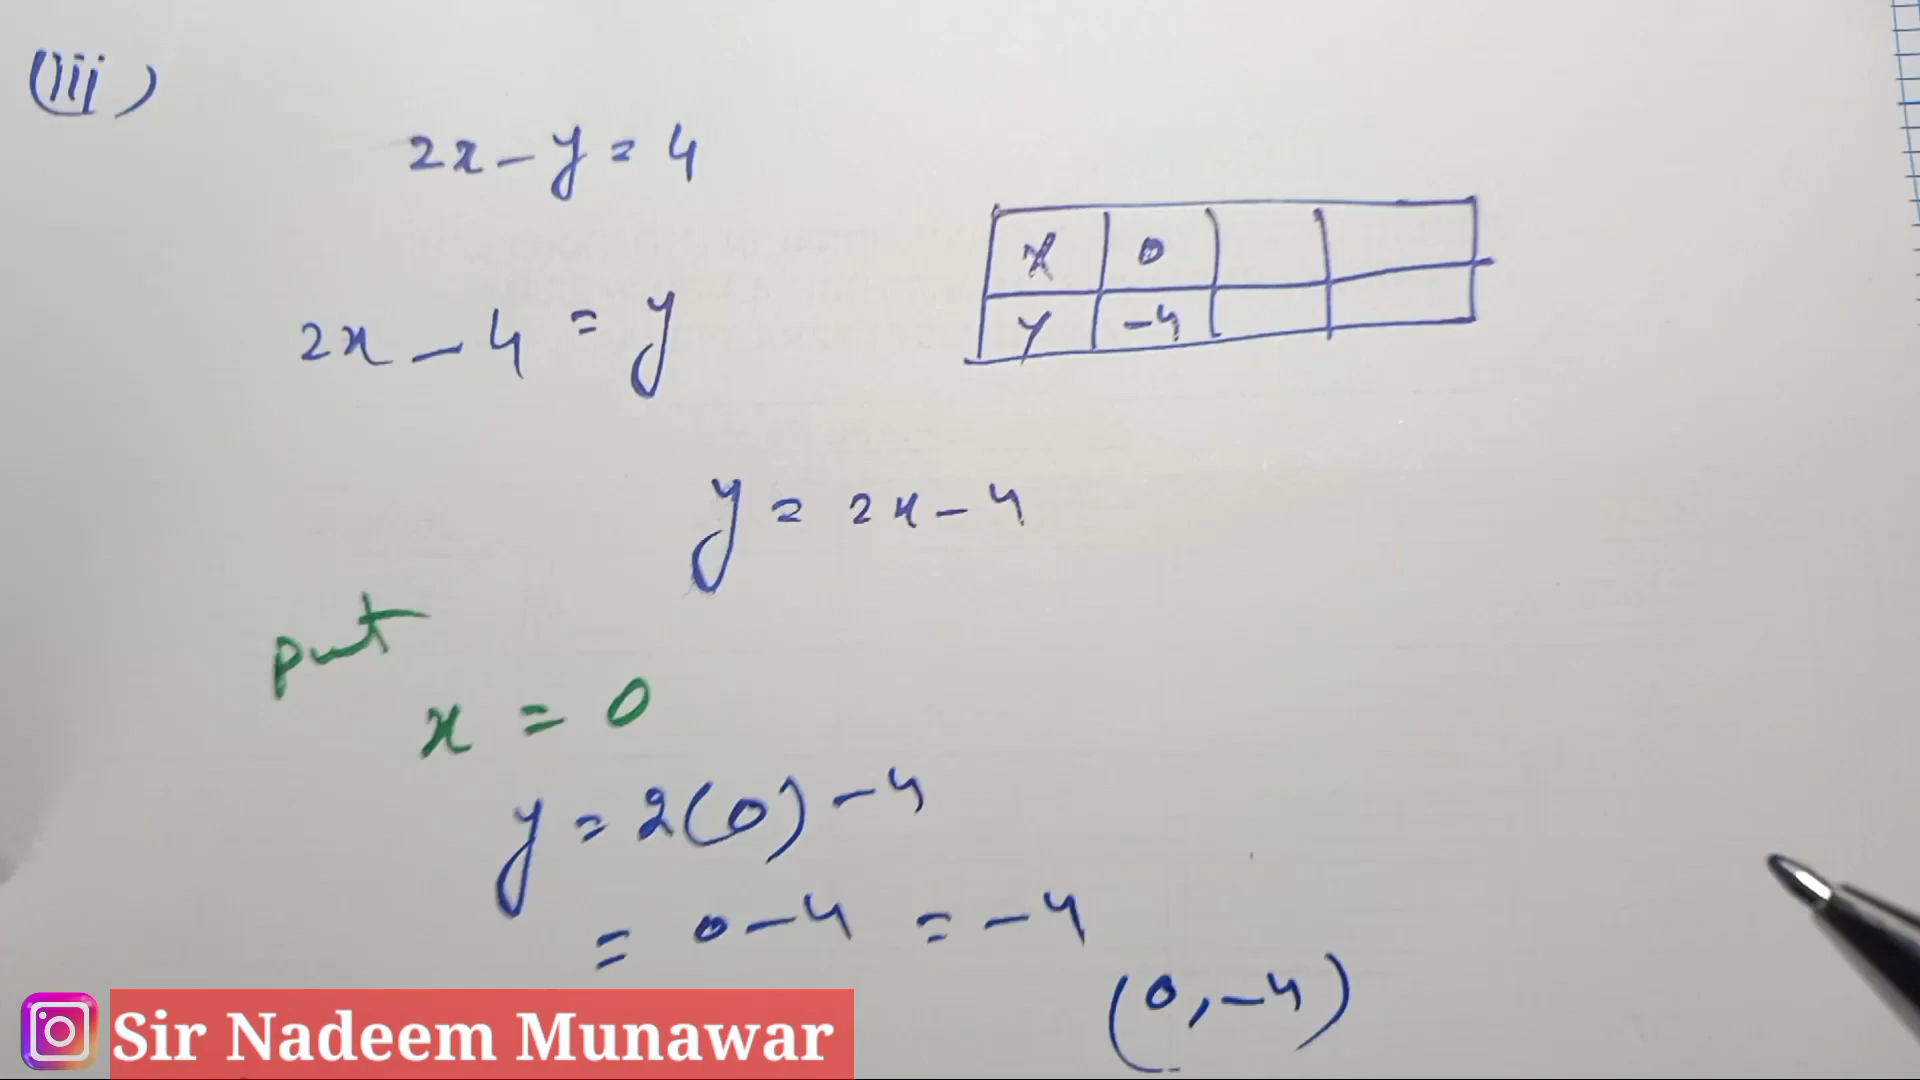 (iii)
2x - y = 4
x 0
y -4
2x - 4 = y
y = 2x - 4
put
x = 0
y = 2(0) - 4
= 0 - 4 = -4
(0, -4)
Sir Nadeem Munawar